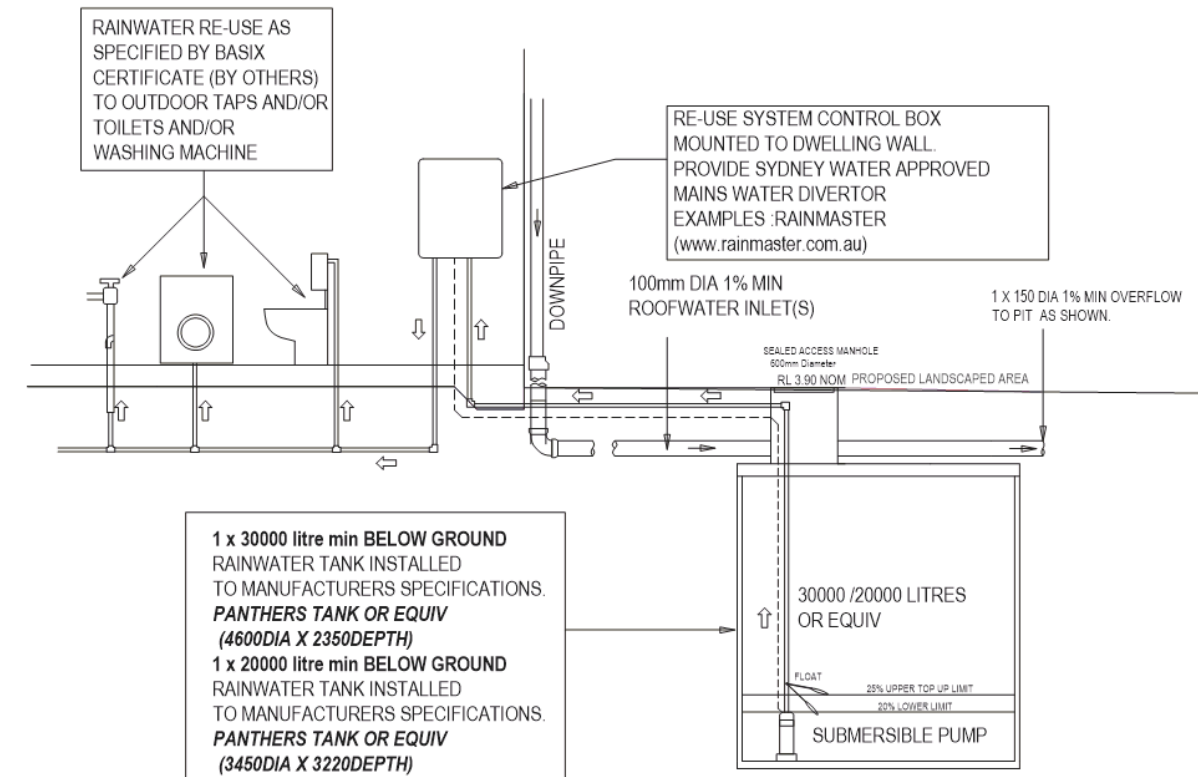 RAINWATER RE-USE AS
SPECIFIED BY BASIX
CERTIFICATE (BY OTHERS)
TO OUTDOOR TAPS AND/OR
TOILETS AND/OR
WASHING MACHINE
RE-USE SYSTEM CONTROL BOX
MOUNTED TO DWELLING WALL.
PROVIDE SYDNEY WATER APPROVED
MAINS WATER DIVERTOR
EXAMPLES :RAINMASTER
(www.rainmaster.com.au)
DOWNPIPE
100mm DIA 1% MIN
ROOFWATER INLET(S)
1 X 150 DIA 1% MIN OVERFLOW
TO PIT AS SHOWN.
SEALED ACCESS MANHOLE
600mm Diameter
RL 3.90 NOM PROPOSED LANDSCAPED AREA
1 x 30000 litre min BELOW GROUND
RAINWATER TANK INSTALLED
TO MANUFACTURERS SPECIFICATIONS.
PANTHERS TANK OR EQUIV
(4600DIA X 2350DEPTH)
1 x 20000 litre min BELOW GROUND
RAINWATER TANK INSTALLED
TO MANUFACTURERS SPECIFICATIONS.
PANTHERS TANK OR EQUIV
(3450DIA X 3220DEPTH)
30000 /20000 LITRES
OR EQUIV
FLOAT
25% UPPER TOP UP LIMIT
20% LOWER LIMIT
SUBMERSIBLE PUMP